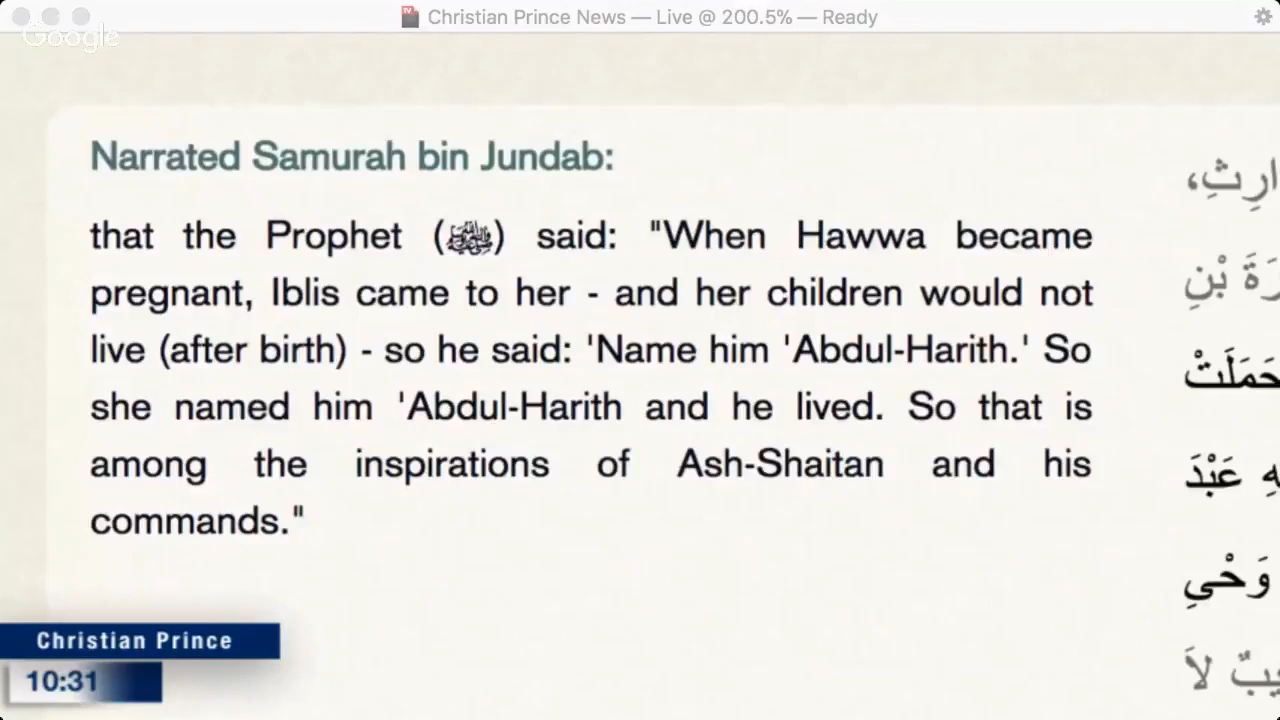 Christian Prince News — Live @ 200.5% — Ready
Google
Narrated Samurah bin Jundab:
that the Prophet (ﷺ) said: "When Hawwa became
pregnant, Iblis came to her - and her children would not
live (after birth) - so he said: 'Name him 'Abdul-Harith.' So
she named him 'Abdul-Harith and he lived. So that is
among the inspirations of Ash-Shaitan and his
commands."
ارِثِ،
رَةَ بْنِ
حَمَلَتْ
عَبْدَ
وَحْىِ
لاَ
Christian Prince
10:31